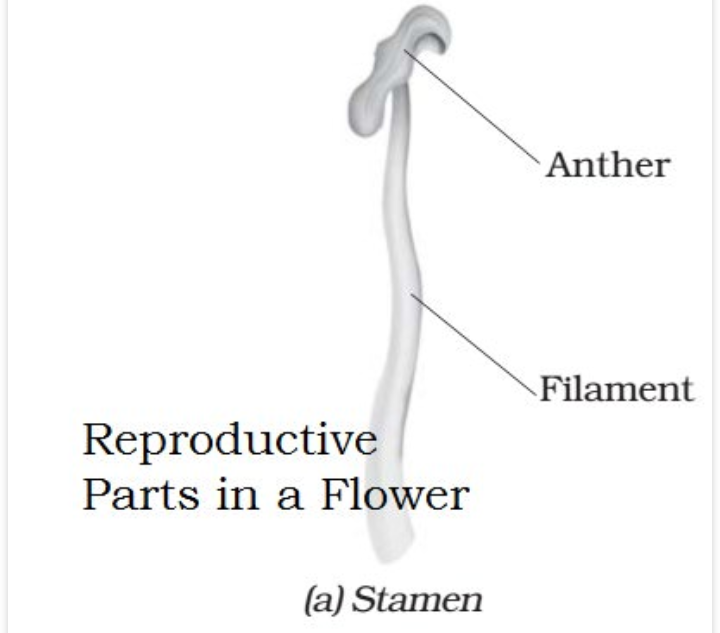 Anther
Filament
Reproductive
Parts in a Flower
(a) Stamen